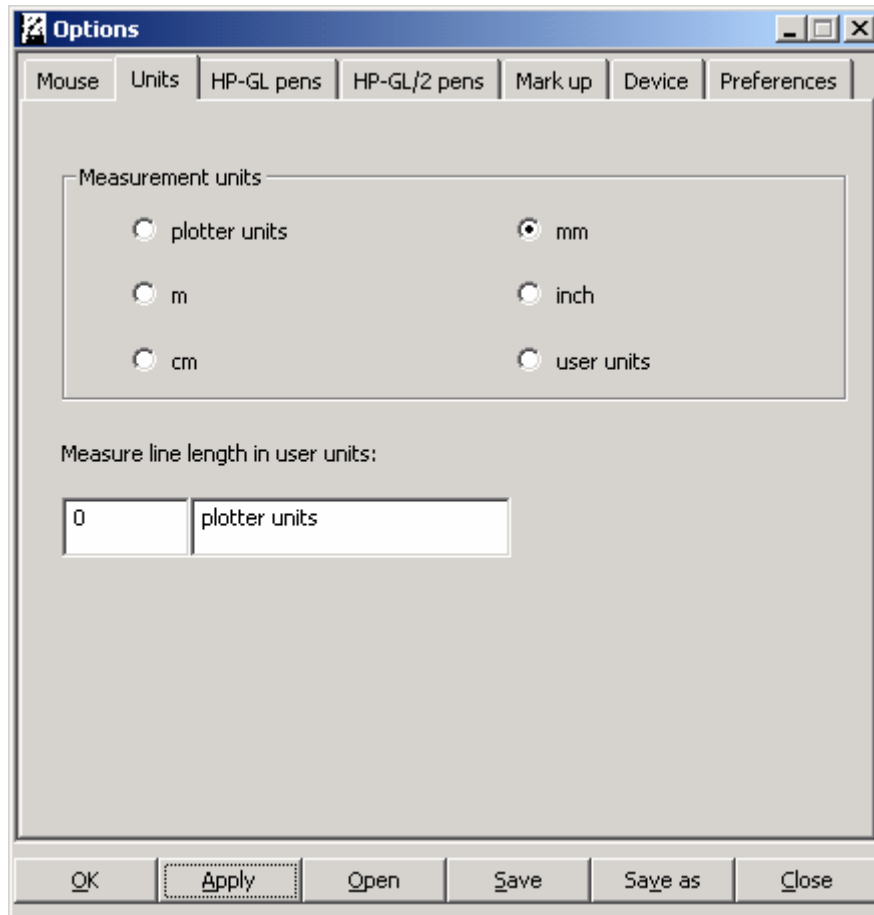 Options
Mouse Units HP-GL pens HP-GL/2 pens Mark up Device Preferences
Measurement units
plotter units mm
m inch
cm user units
Measure line length in user units:
0 plotter units
OK Apply Open Save Save as Close